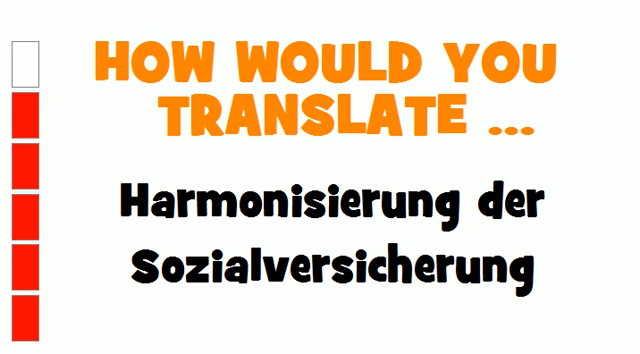 HOW WOULD YOU
TRANSLATE ...
Harmonisierung der
Sozialversicherung